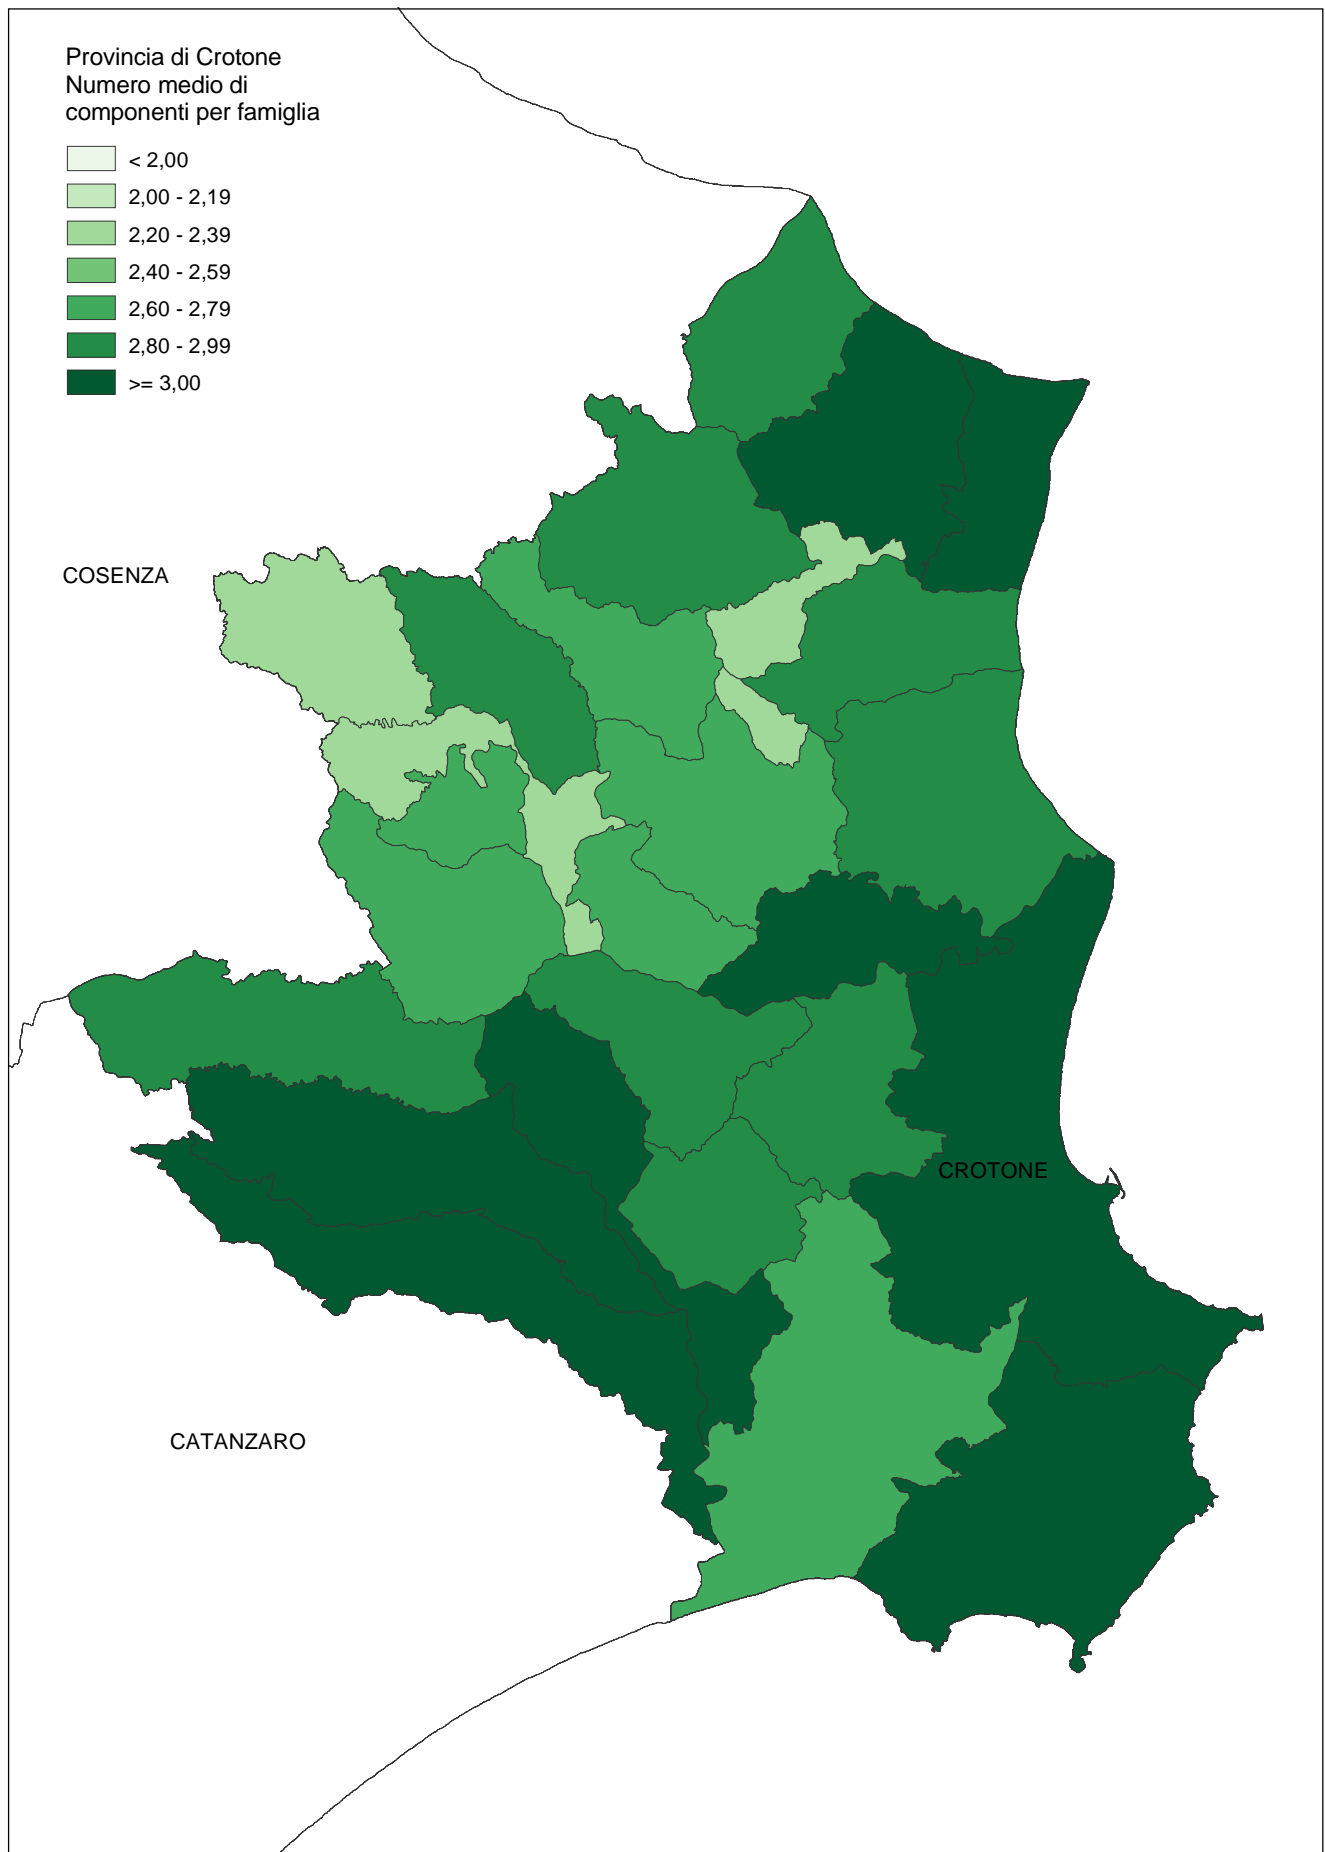 Provincia di Crotone
Numero medio di
componenti per famiglia
< 2,00
2,00 - 2,19
2,20 - 2,39
2,40 - 2,59
2,60 - 2,79
2,80 - 2,99
>= 3,00
COSENZA
CROTONE
CATANZARO